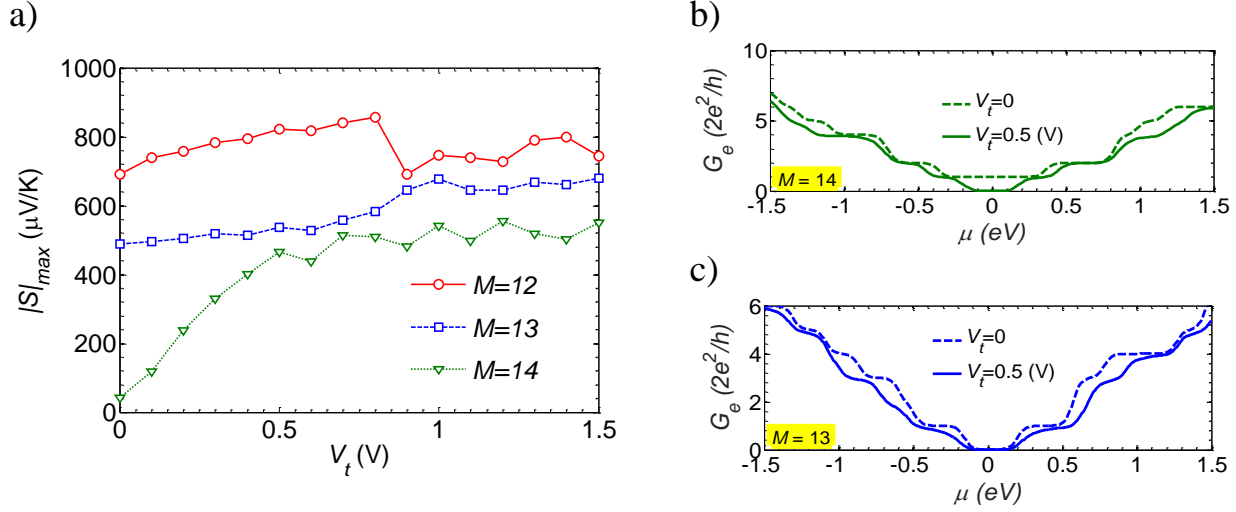 a)
1000
800
600
400
200
0
|S|max (μV/K)
M=12
M=13
M=14
0 0.5 1 1.5
Vt (V)
b)
10
5
0
Ge (2e²/h)
Vt=0
Vt=0.5 (V)
M = 14
-1.5 -1 -0.5 0 0.5 1 1.5
μ (eV)
c)
6
4
2
0
Ge (2e²/h)
Vt=0
Vt=0.5 (V)
M = 13
-1.5 -1 -0.5 0 0.5 1 1.5
μ (eV)